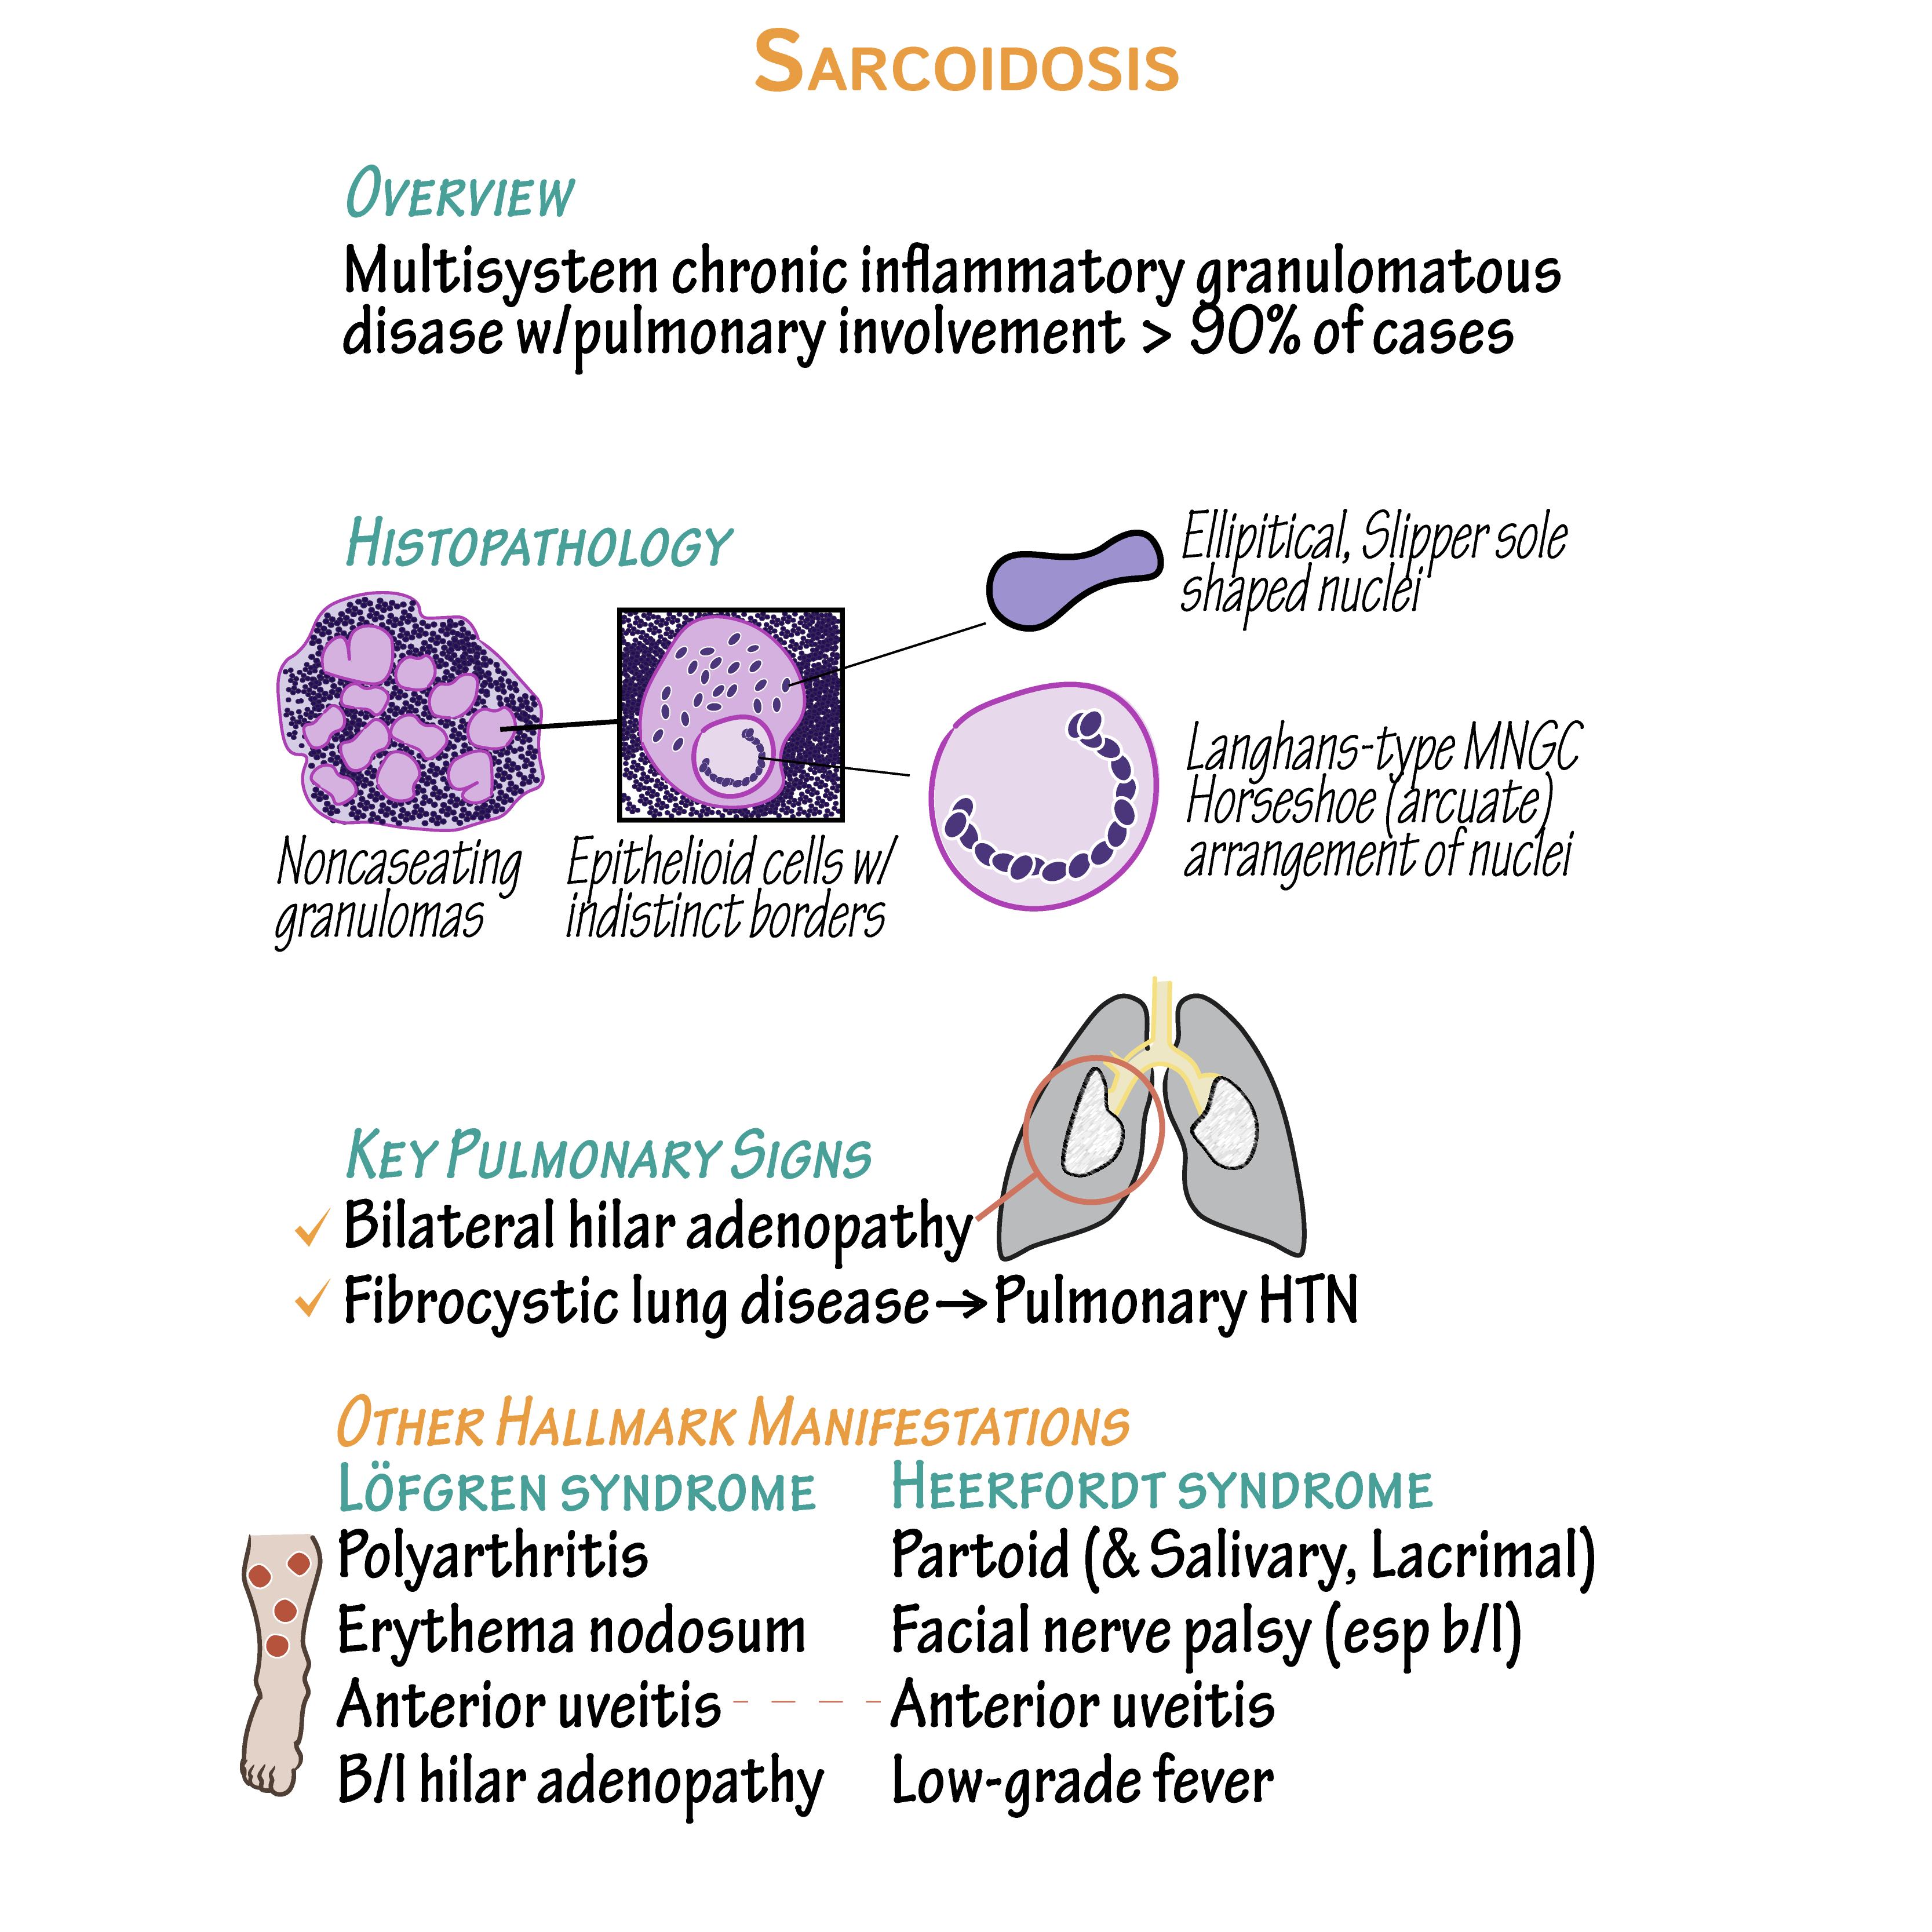 Sarcoidosis
Overview
Multisystem chronic inflammatory granulomatous
disase w/pulmonary involvement > 90% of cases
Histopathology
Ellipitical, Slipper sole
shaped nuclei
Langhans-type MNGC
Horseshoe (arcuate)
arrangement of nuclei
Noncaseating
granulomas
Epithelioid cells w/
indistinct borders
Key Pulmonary Signs
✓ Bilateral hilar adenopathy
✓ Fibrocystic lung disease → Pulmonary HTN
Other Hallmark Manifestations
Löfgren syndrome
Polyarthritis
Erythema nodosum
Anterior uveitis
B/l hilar adenopathy
Heerfordt syndrome
Partoid (& Salivary, Lacrimal)
Facial nerve palsy (esp b/l)
Anterior uveitis
Low-grade fever